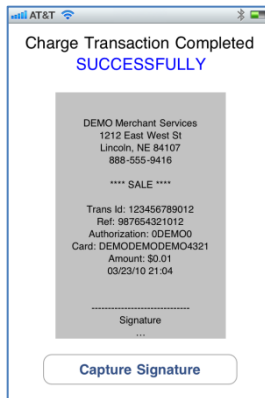 AT&T
Charge Transaction Completed
SUCCESSFULLY
DEMO Merchant Services
1212 East West St
Lincoln, NE 84107
888-555-9416
**** SALE ****
Trans Id: 123456789012
Ref: 987654321012
Authorization: 0DEMO0
Card: DEMODEMODEMO4321
Amount: $0.01
03/23/10 21:04
------------------------------
Signature
...
Capture Signature